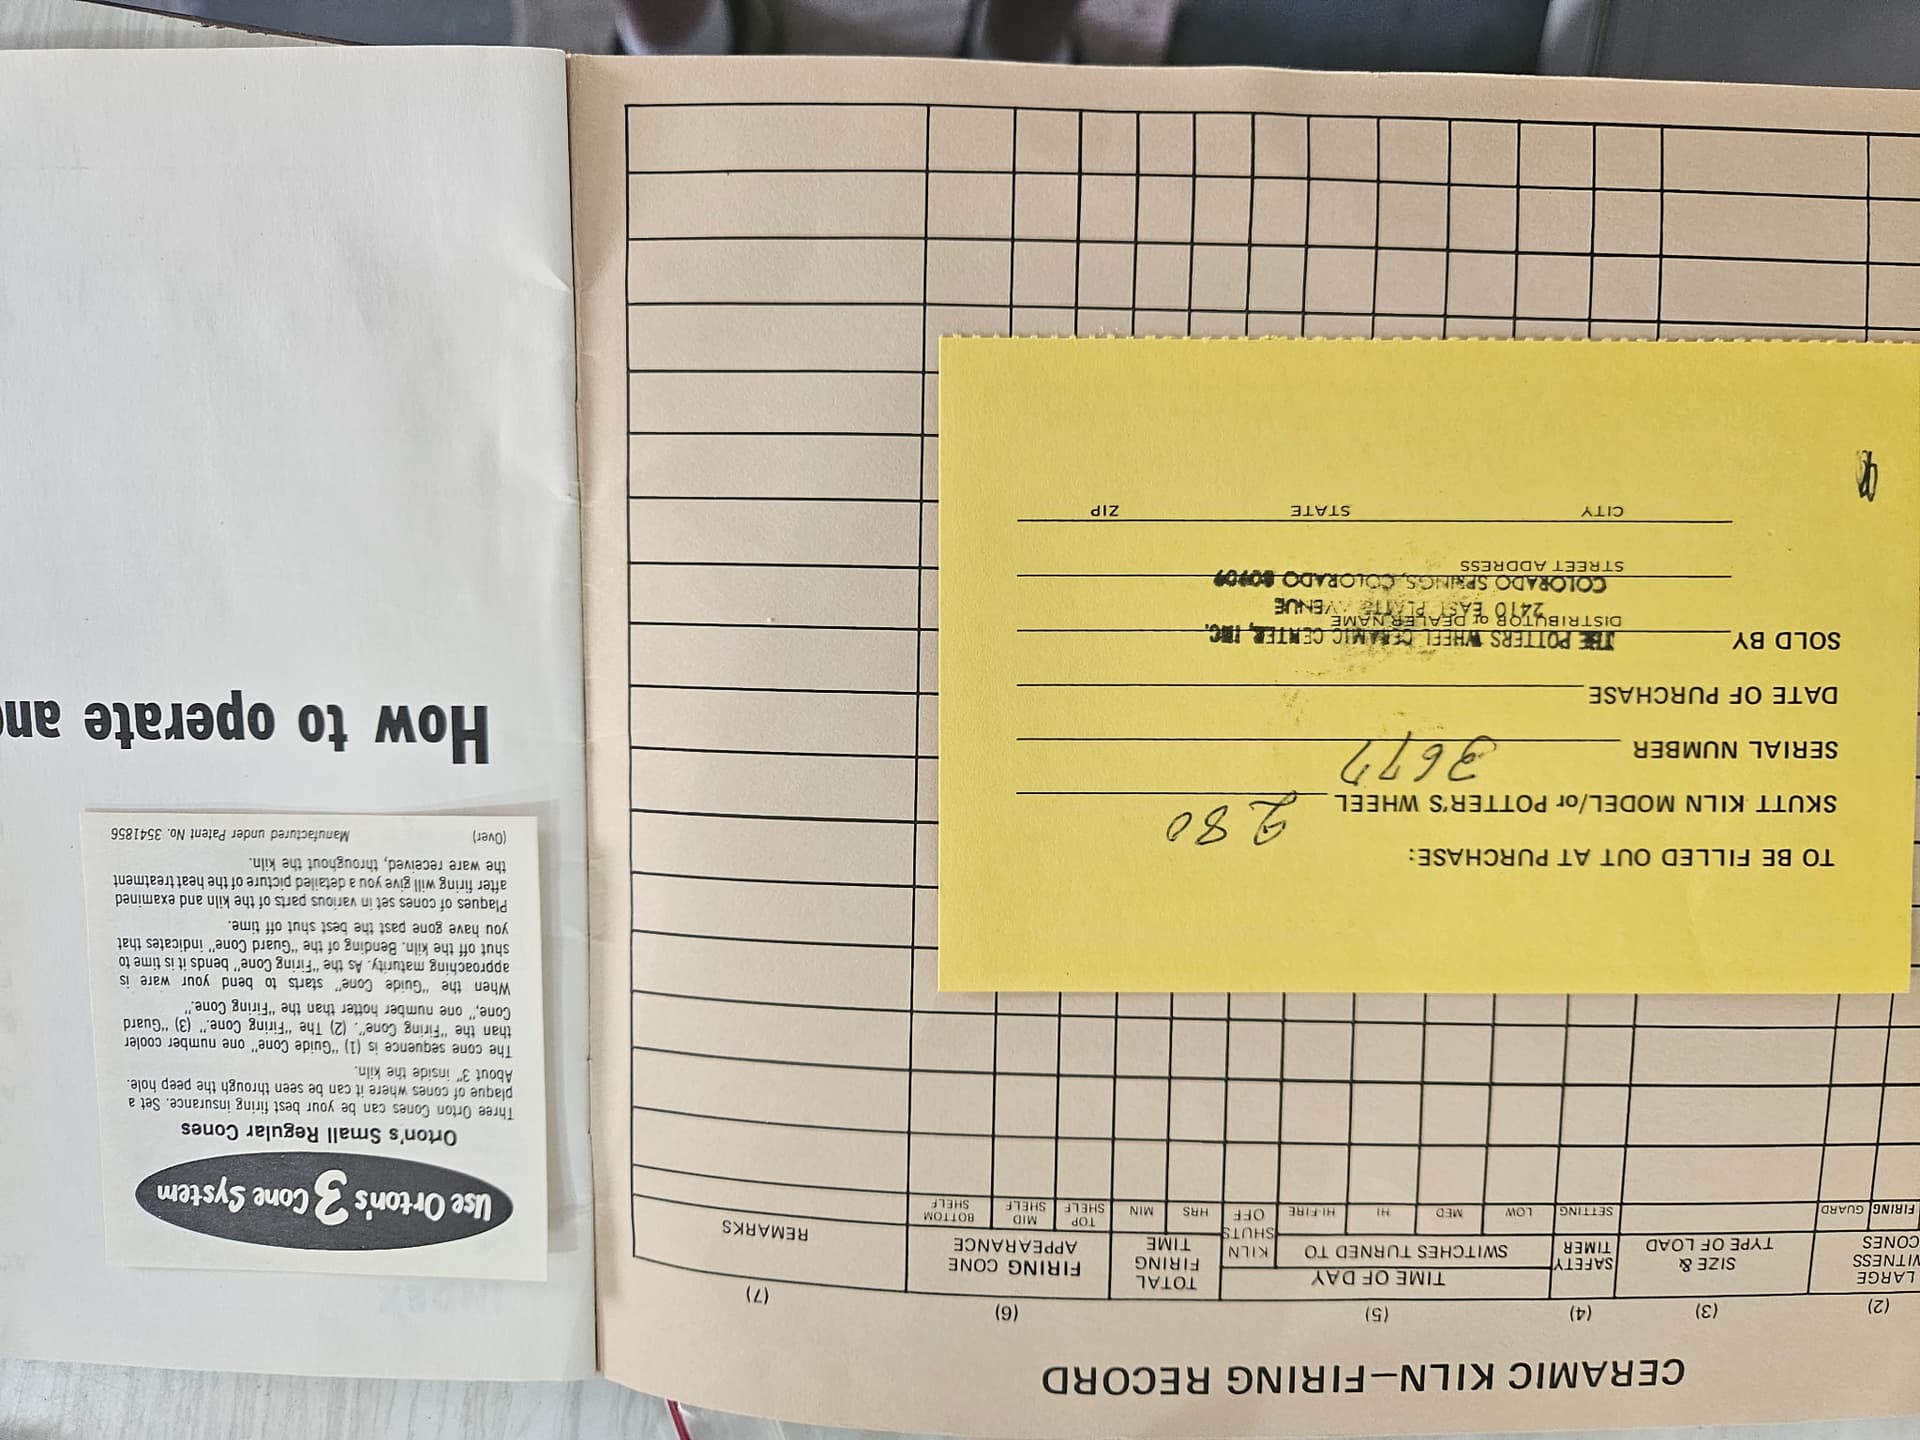 CERAMIC KILN—FIRING RECORD
(2) (3) (4) (5) (6) (7)
LARGE WITNESS CONES
FIRING GUARD
SIZE & TYPE OF LOAD
SAFETY TIMER
SETTING
TIME OF DAY
SWITCHES TURNED TO
LOW MED HI HI-FIRE
KILN SHUTS OFF
TOTAL FIRING TIME
HRS MIN
FIRING CONE APPEARANCE
TOP SHELF MID SHELF BOTTOM SHELF
REMARKS
TO BE FILLED OUT AT PURCHASE:
SKUTT KILN MODEL/or POTTER'S WHEEL 280
SERIAL NUMBER 3677
DATE OF PURCHASE
SOLD BY THE POTTERS WHEEL CERAMIC CENTER, INC.
DISTRIBUTOR or DEALER NAME
2410 EAST PLATTE AVENUE
COLORADO SPRINGS, COLORADO 80909
STREET ADDRESS
CITY STATE ZIP
INDEX
Use Orton's 3 Cone System
Orton's Small Regular Cones
Three Orton Cones can be your best firing insurance. Set a
plaque of cones where it can be seen through the peep hole.
About 3" inside the kiln.
The cone sequence is (1) "Guide Cone" one number cooler
than the "Firing Cone". (2) The "Firing Cone." (3) "Guard
Cone," one number hotter than the "Firing Cone."
When the "Guide Cone" starts to bend your ware is
approaching maturity. As the "Firing Cone" bends it is time to
shut off the kiln. Bending of the "Guard Cone" indicates that
you have gone past the best shut off time.
Plaques of cones set in various parts of the kiln and examined
after firing will give you a detailed picture of the heat treatment
the ware received, throughout the kiln.
(Over) Manufactured under Patent No. 3541856
How to operate and